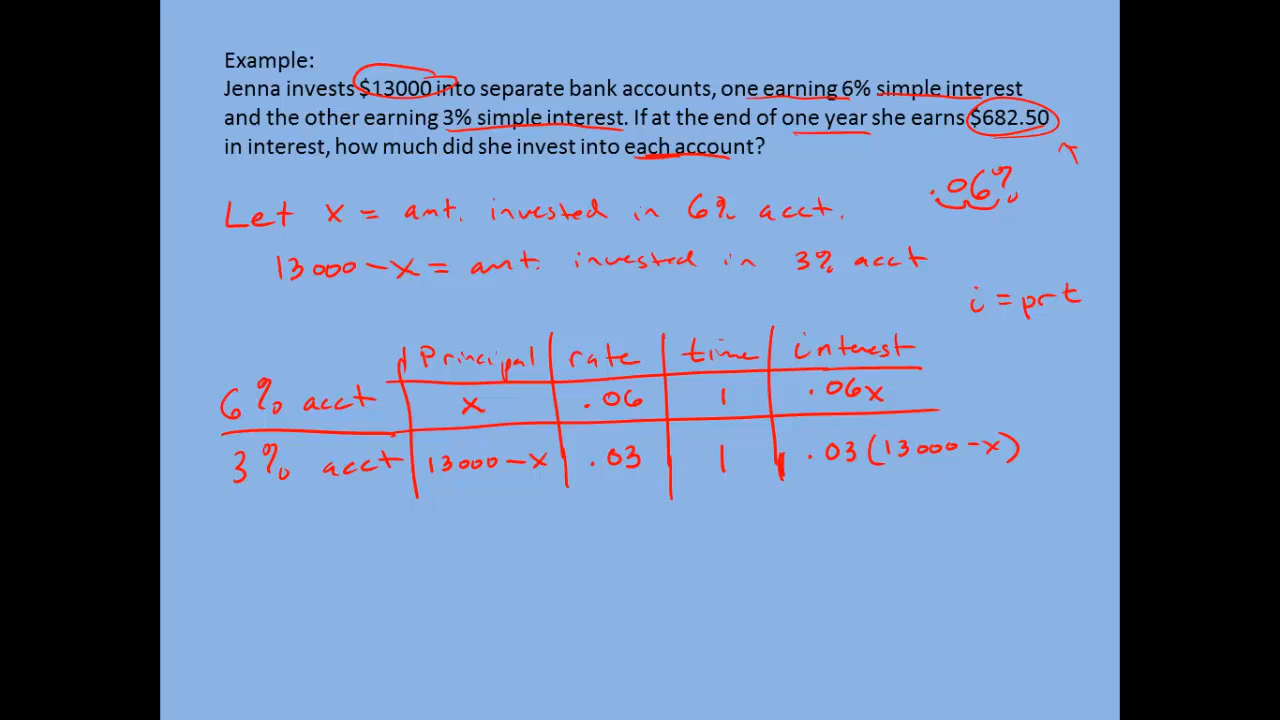 Example:
Jenna invests $13000 into separate bank accounts, one earning 6% simple interest
and the other earning 3% simple interest. If at the end of one year she earns $682.50
in interest, how much did she invest into each account?
.06%
Let x = amt. invested in 6% acct.
13000-x = amt. invested in 3% acct
i = prt
Principal rate time interest
6% acct x .06 1 .06x
3% acct 13000-x .03 1 .03(13000-x)